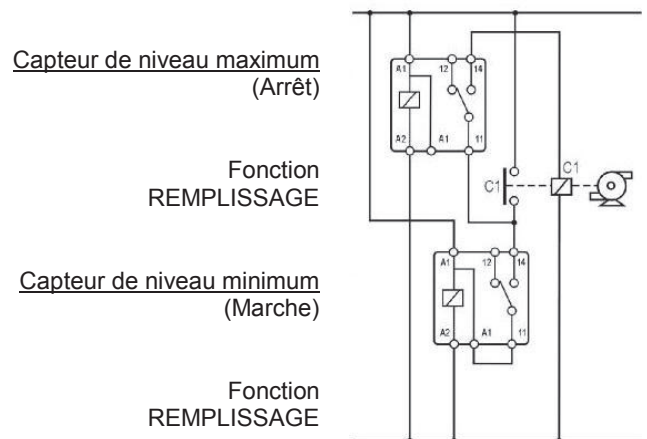 Capteur de niveau maximum
(Arrêt)
A1 12 14
A2 A1 11
Fonction
REMPLISSAGE
C1 C1
Capteur de niveau minimum
(Marche)
A1 12 14
A2 A1 11
Fonction
REMPLISSAGE